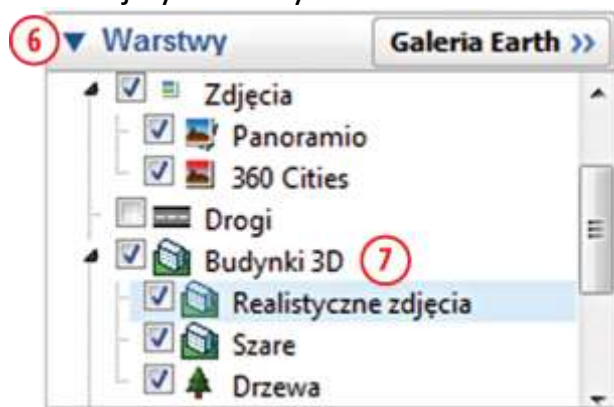 6 Warstwy Galeria Earth >>
Zdjęcia
Panoramio
360 Cities
Drogi
Budynki 3D 7
Realistyczne zdjęcia
Szare
Drzewa